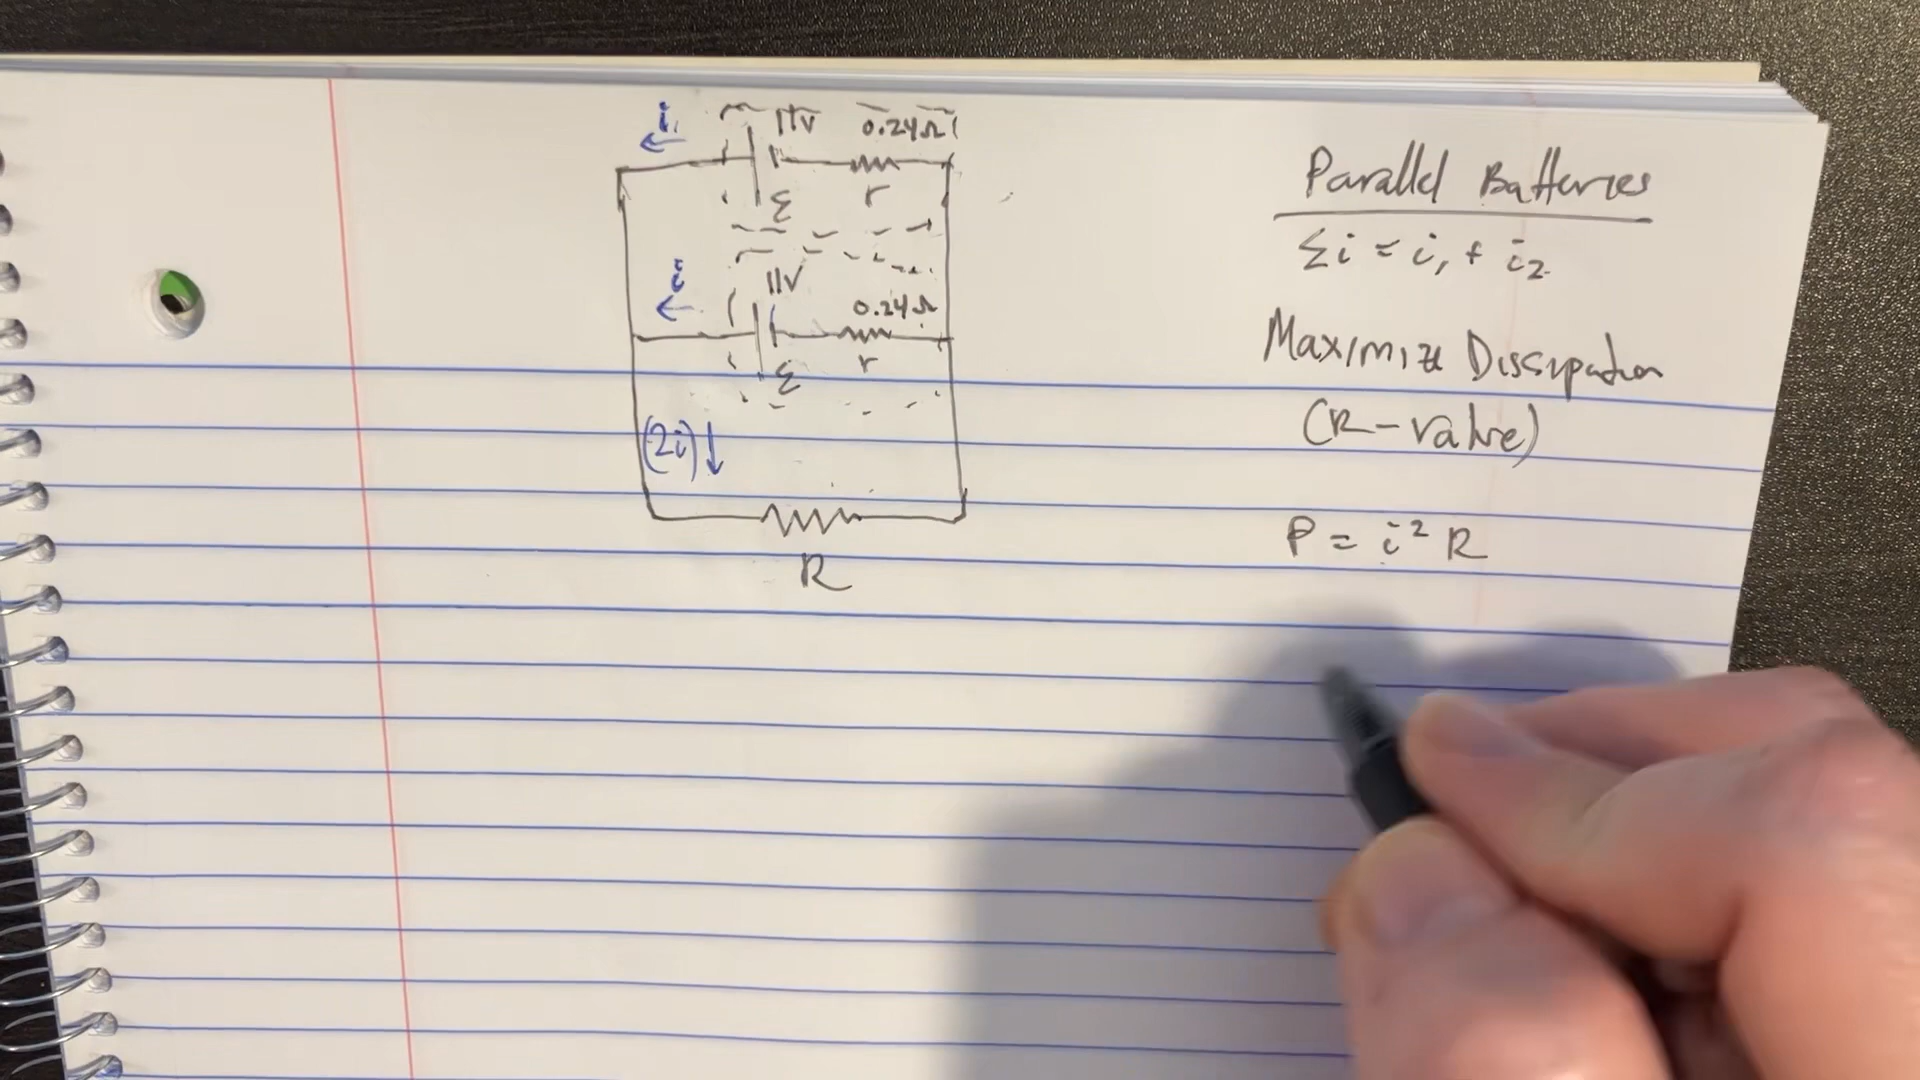 i₁
11V
0.24Ω
ε
r
i
11V
0.24Ω
ε
r
(2i)
R
Parallel Batteries
Σi = i₁ + i₂
Maximize Dissipation
(R-value)
P = i² R